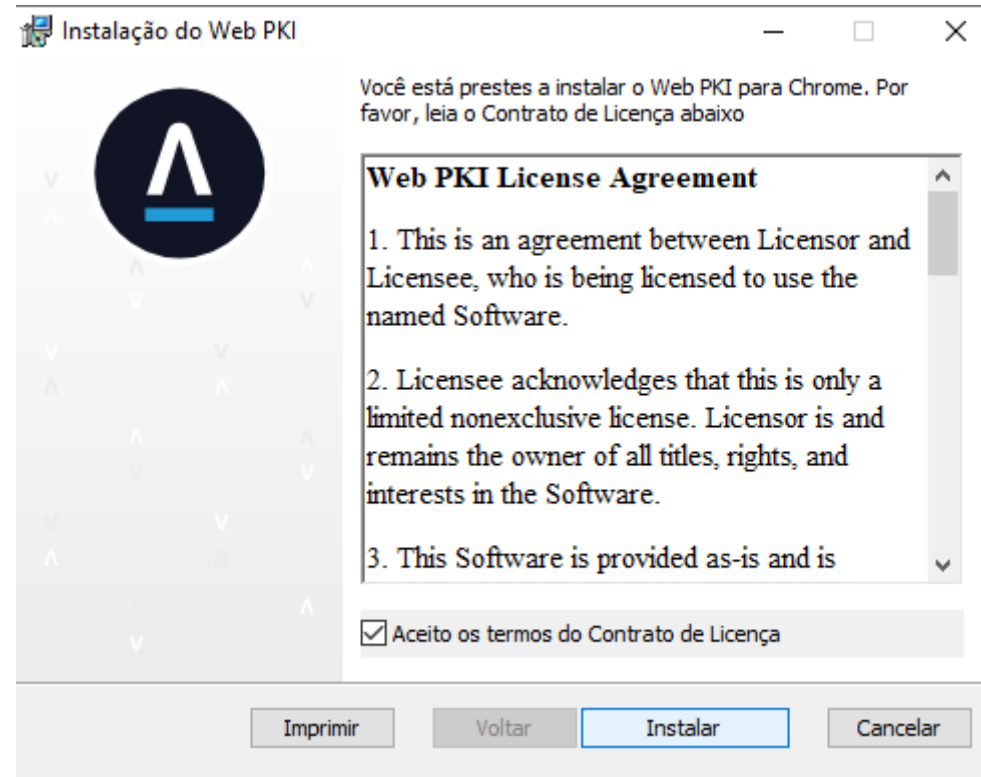 Instalação do Web PKI
Você está prestes a instalar o Web PKI para Chrome. Por
favor, leia o Contrato de Licença abaixo
Web PKI License Agreement
1. This is an agreement between Licensor and
Licensee, who is being licensed to use the
named Software.
2. Licensee acknowledges that this is only a
limited nonexclusive license. Licensor is and
remains the owner of all titles, rights, and
interests in the Software.
3. This Software is provided as-is and is
Aceito os termos do Contrato de Licença
Imprimir
Voltar
Instalar
Cancelar